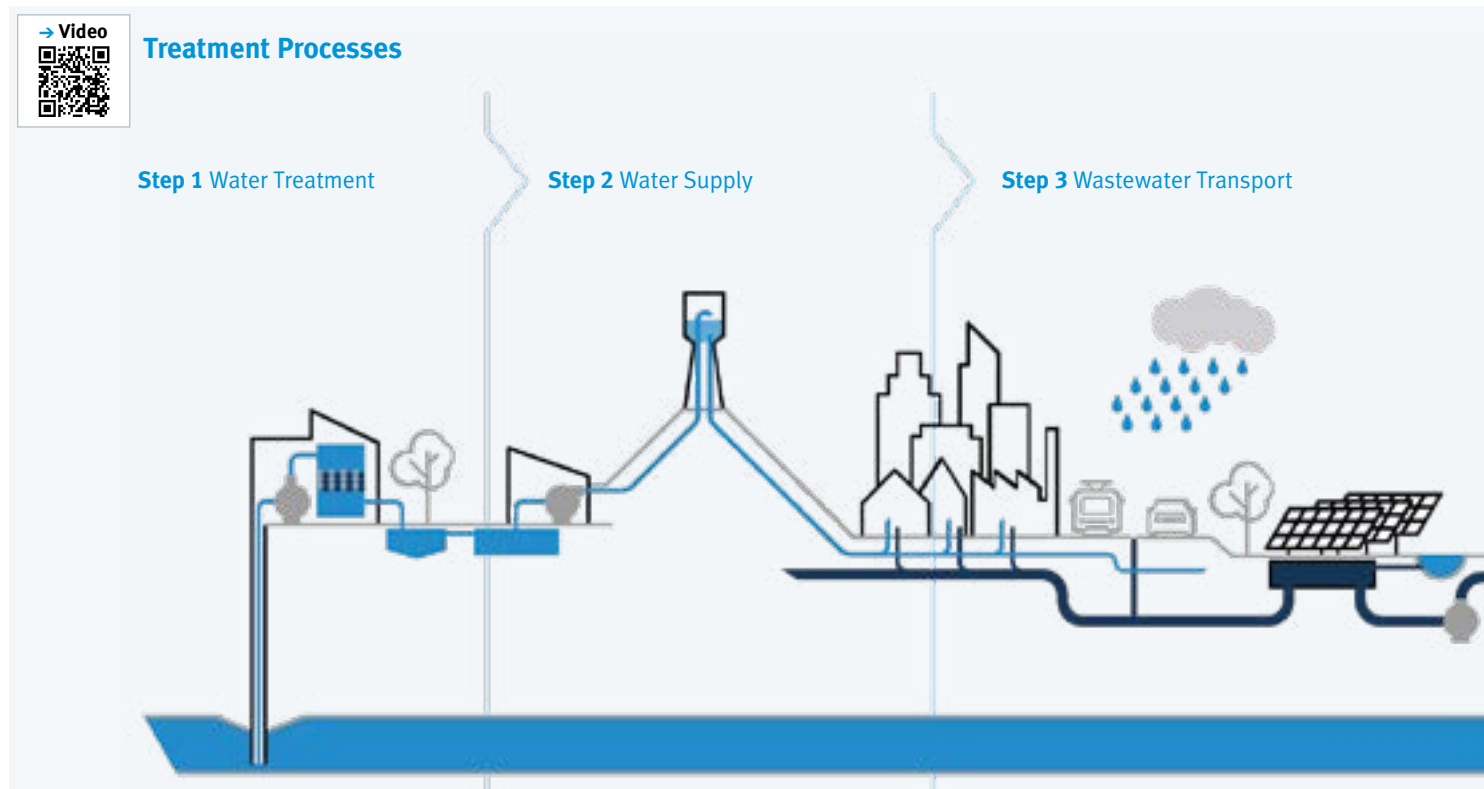 → Video
Treatment Processes
Step 1 Water Treatment
Step 2 Water Supply
Step 3 Wastewater Transport